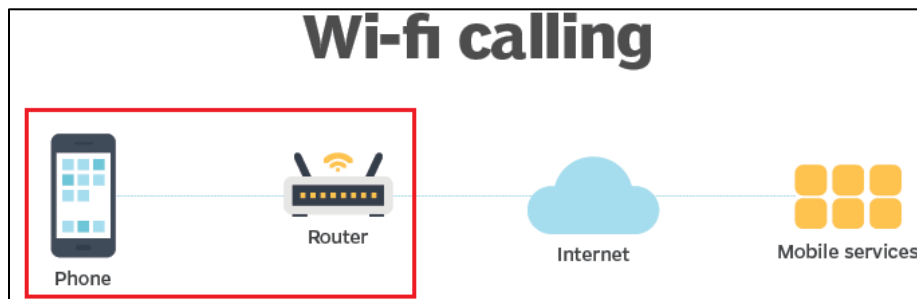 Wi-fi calling
Phone
Router
Internet
Mobile services